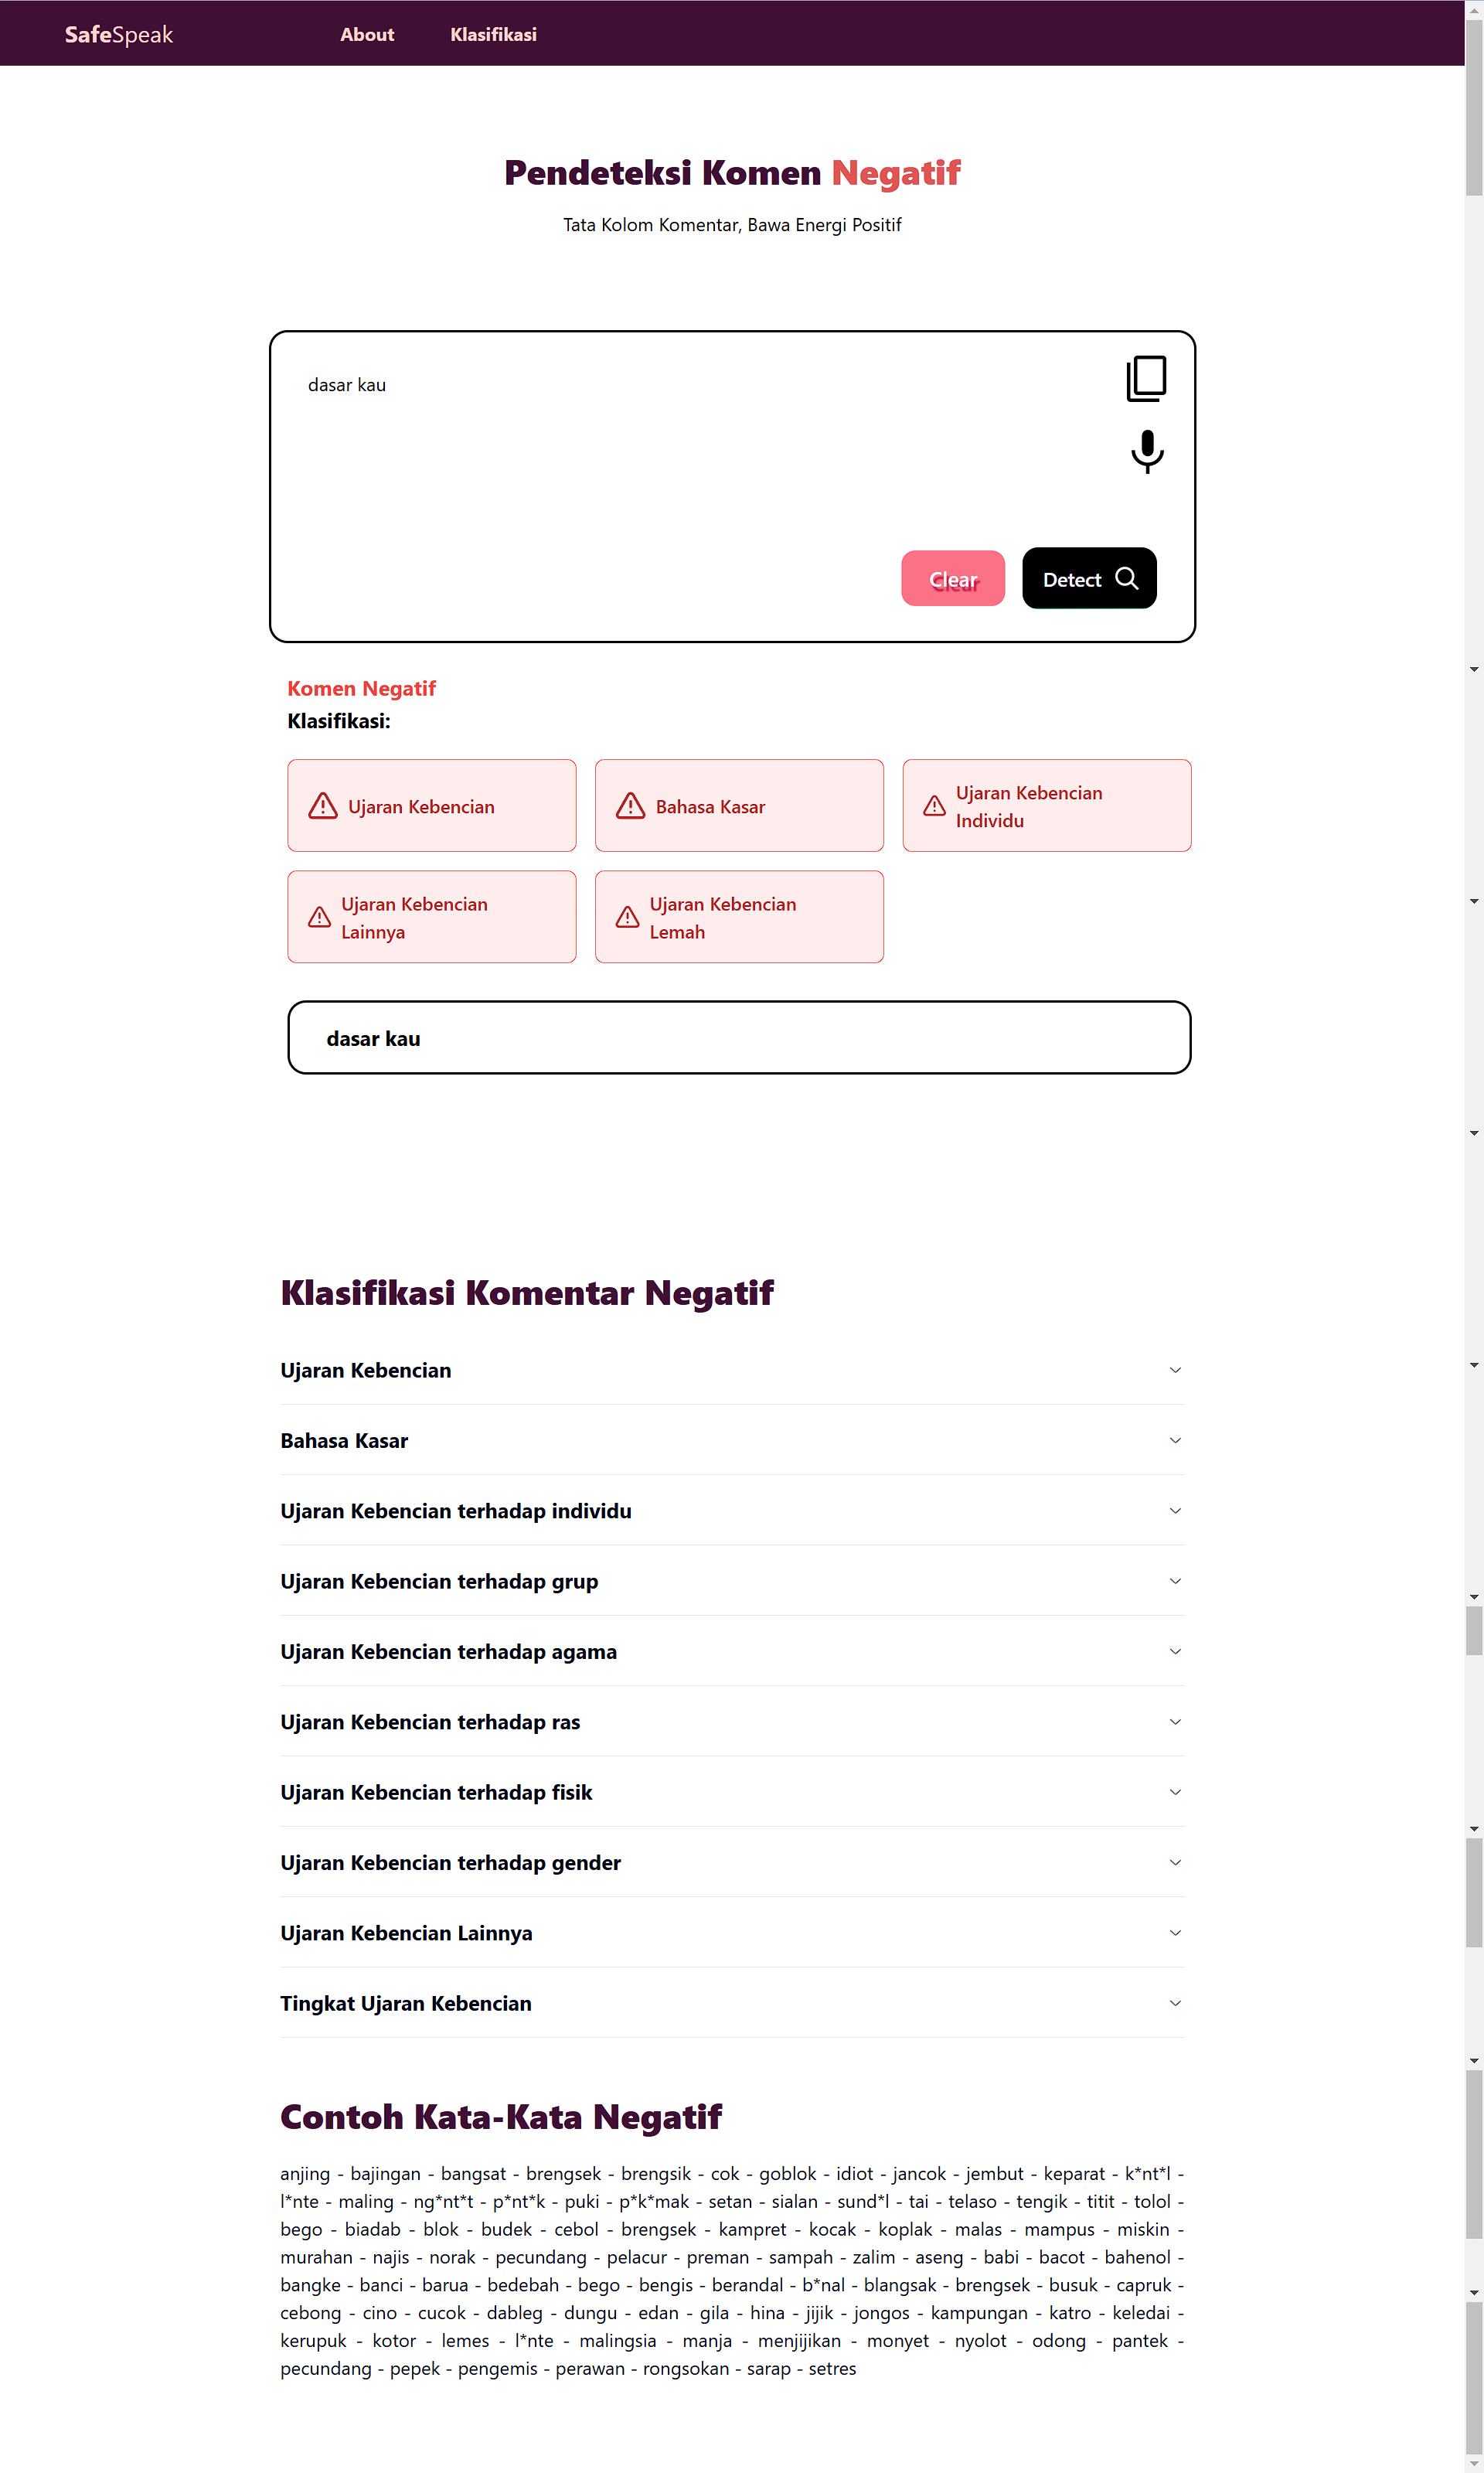 SafeSpeak About Klasifikasi
Pendeteksi Komen Negatif
Tata Kolom Komentar, Bawa Energi Positif
dasar kau
Clear Detect
Komen Negatif
Klasifikasi:
Ujaran Kebencian
Bahasa Kasar
Ujaran Kebencian
Individu
Ujaran Kebencian
Lainnya
Ujaran Kebencian
Lemah
dasar kau
Klasifikasi Komentar Negatif
Ujaran Kebencian
Bahasa Kasar
Ujaran Kebencian terhadap individu
Ujaran Kebencian terhadap grup
Ujaran Kebencian terhadap agama
Ujaran Kebencian terhadap ras
Ujaran Kebencian terhadap fisik
Ujaran Kebencian terhadap gender
Ujaran Kebencian Lainnya
Tingkat Ujaran Kebencian
Contoh Kata-Kata Negatif
anjing - bajingan - bangsat - brengsek - brengsik - cok - goblok - idiot - jancok - jembut - keparat - k*nt*l -
l*nte - maling - ng*nt*t - p*nt*k - puki - p*k*mak - setan - sialan - sund*l - tai - telaso - tengik - titit - tolol -
bego - biadab - blok - budek - cebol - brengsek - kampret - kocak - koplak - malas - mampus - miskin -
murahan - najis - norak - pecundang - pelacur - preman - sampah - zalim - aseng - babi - bacot - bahenol -
bangke - banci - barua - bedebah - bego - bengis - berandal - b*nal - blangsak - brengsek - busuk - capruk -
cebong - cino - cucok - dableg - dungu - edan - gila - hina - jijik - jongos - kampungan - katro - keledai -
kerupuk - kotor - lemes - l*nte - malingsia - manja - menjijikan - monyet - nyolot - odong - pantek -
pecundang - pepek - pengemis - perawan - rongsokan - sarap - setres